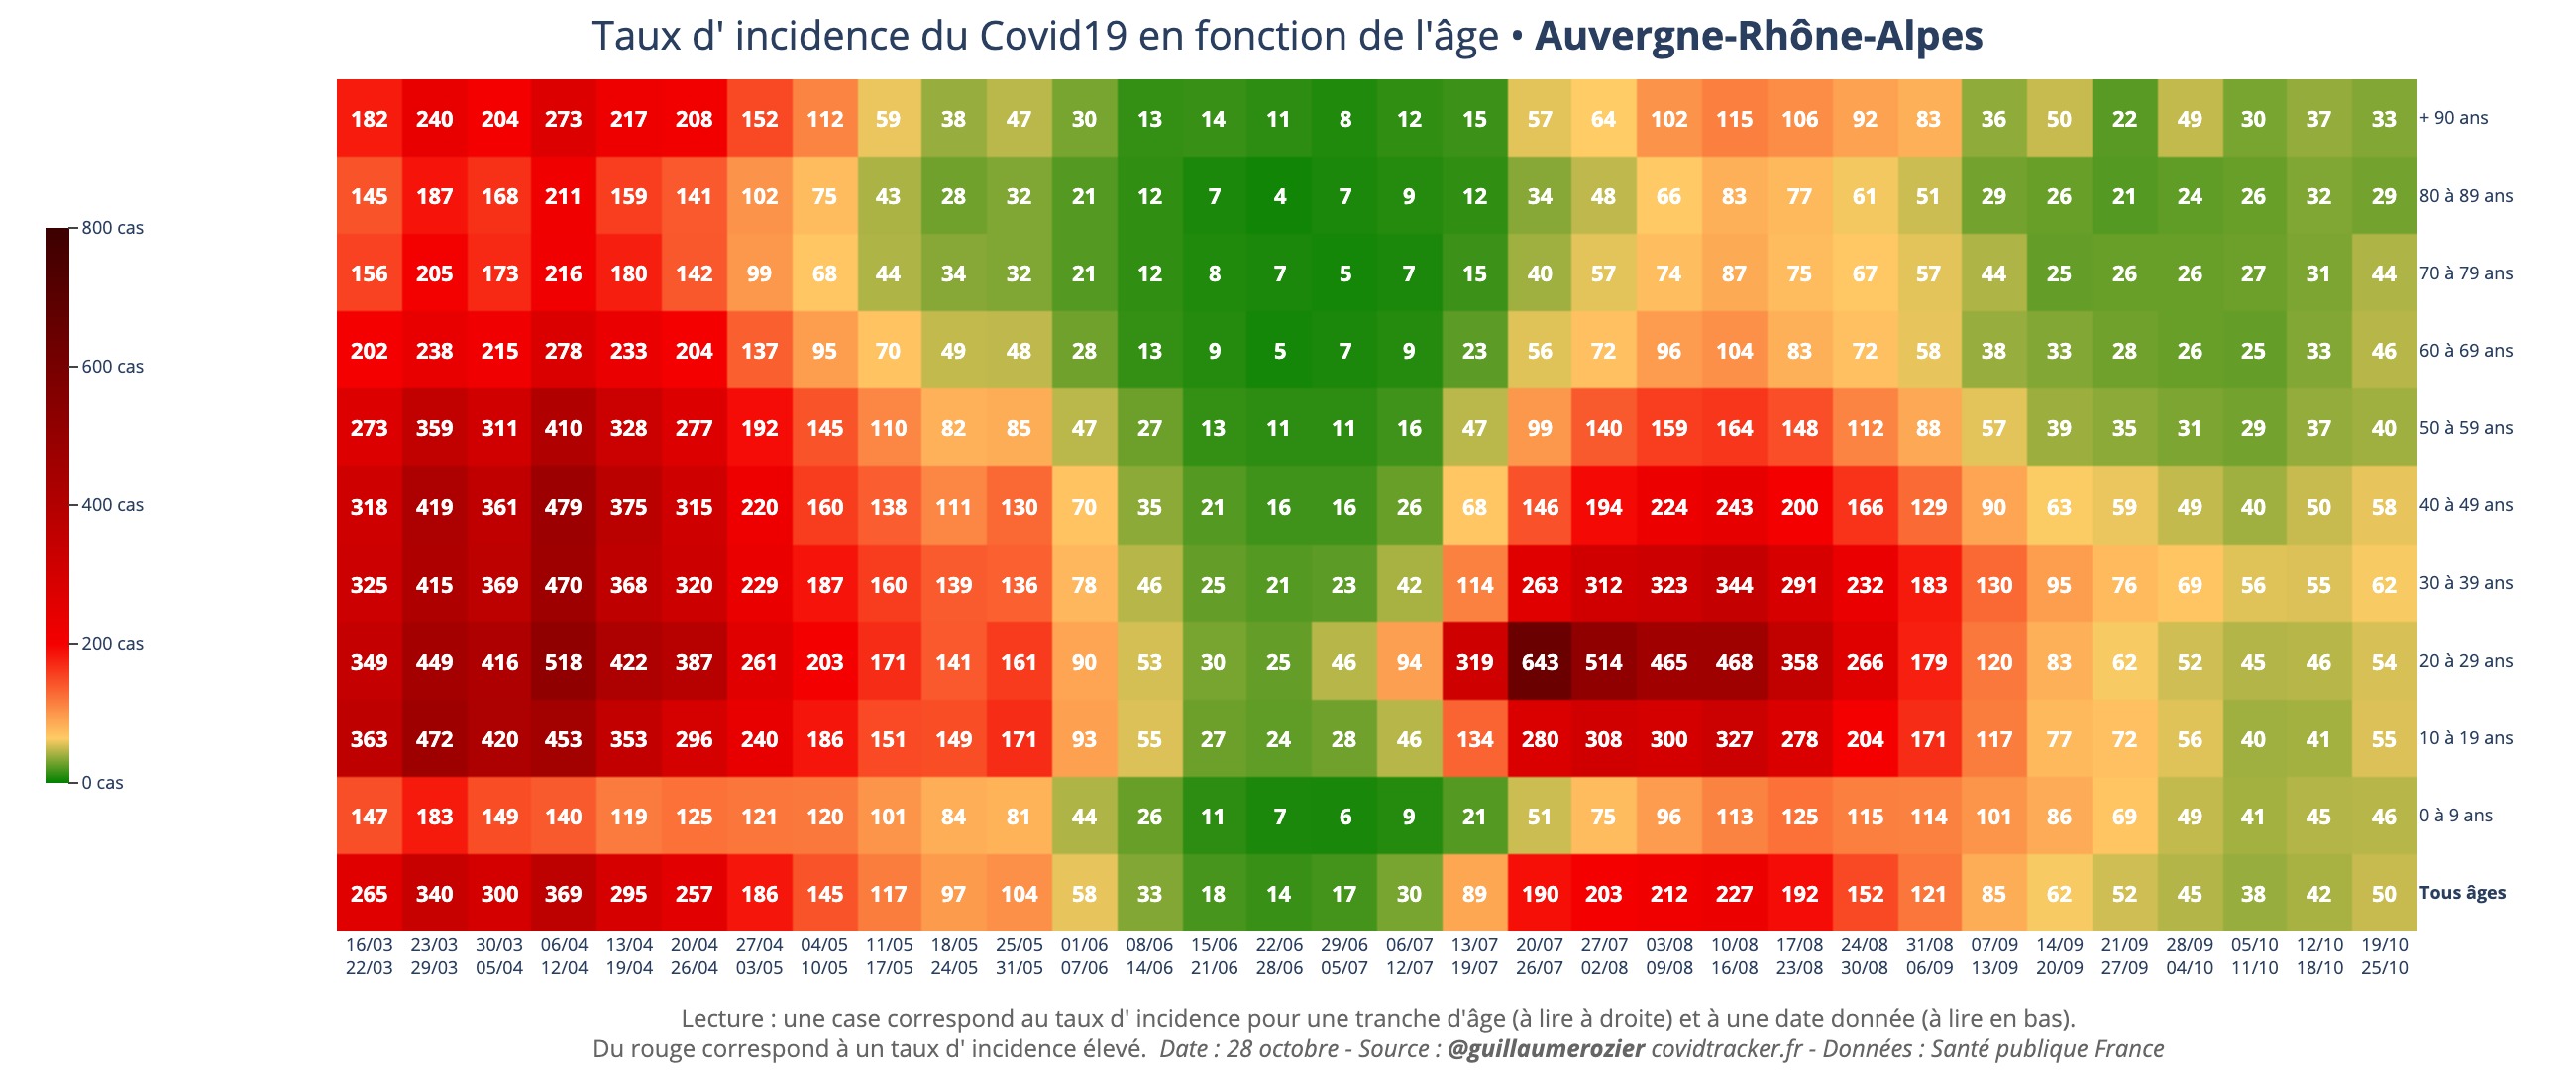 Taux d' incidence du Covid19 en fonction de l'âge • Auvergne-Rhône-Alpes
800 cas
600 cas
400 cas
200 cas
0 cas
182 240 204 273 217 208 152 112 59 38 47 30 13 14 11 8 12 15 57 64 102 115 106 92 83 36 50 22 49 30 37 33 + 90 ans
145 187 168 211 159 141 102 75 43 28 32 21 12 7 4 7 9 12 34 48 66 83 77 61 51 29 26 21 24 26 32 29 80 à 89 ans
156 205 173 216 180 142 99 68 44 34 32 21 12 8 7 5 7 15 40 57 74 87 75 67 57 44 25 26 26 27 31 44 70 à 79 ans
202 238 215 278 233 204 137 95 70 49 48 28 13 9 5 7 9 23 56 72 96 104 83 72 58 38 33 28 26 25 33 46 60 à 69 ans
273 359 311 410 328 277 192 145 110 82 85 47 27 13 11 11 16 47 99 140 159 164 148 112 88 57 39 35 31 29 37 40 50 à 59 ans
318 419 361 479 375 315 220 160 138 111 130 70 35 21 16 16 26 68 146 194 224 243 200 166 129 90 63 59 49 40 50 58 40 à 49 ans
325 415 369 470 368 320 229 187 160 139 136 78 46 25 21 23 42 114 263 312 323 344 291 232 183 130 95 76 69 56 55 62 30 à 39 ans
349 449 416 518 422 387 261 203 171 141 161 90 53 30 25 46 94 319 643 514 465 468 358 266 179 120 83 62 52 45 46 54 20 à 29 ans
363 472 420 453 353 296 240 186 151 149 171 93 55 27 24 28 46 134 280 308 300 327 278 204 171 117 77 72 56 40 41 55 10 à 19 ans
147 183 149 140 119 125 121 120 101 84 81 44 26 11 7 6 9 21 51 75 96 113 125 115 114 101 86 69 49 41 45 46 0 à 9 ans
265 340 300 369 295 257 186 145 117 97 104 58 33 18 14 17 30 89 190 203 212 227 192 152 121 85 62 52 45 38 42 50 Tous âges
16/03 23/03 30/03 06/04 13/04 20/04 27/04 04/05 11/05 18/05 25/05 01/06 08/06 15/06 22/06 29/06 06/07 13/07 20/07 27/07 03/08 10/08 17/08 24/08 31/08 07/09 14/09 21/09 28/09 05/10 12/10 19/10
22/03 29/03 05/04 12/04 19/04 26/04 03/05 10/05 17/05 24/05 31/05 07/06 14/06 21/06 28/06 05/07 12/07 19/07 26/07 02/08 09/08 16/08 23/08 30/08 06/09 13/09 20/09 27/09 04/10 11/10 18/10 25/10
Lecture : une case correspond au taux d' incidence pour une tranche d'âge (à lire à droite) et à une date donnée (à lire en bas).
Du rouge correspond à un taux d' incidence élevé. Date : 28 octobre - Source : @guillaumerozier covidtracker.fr - Données : Santé publique France